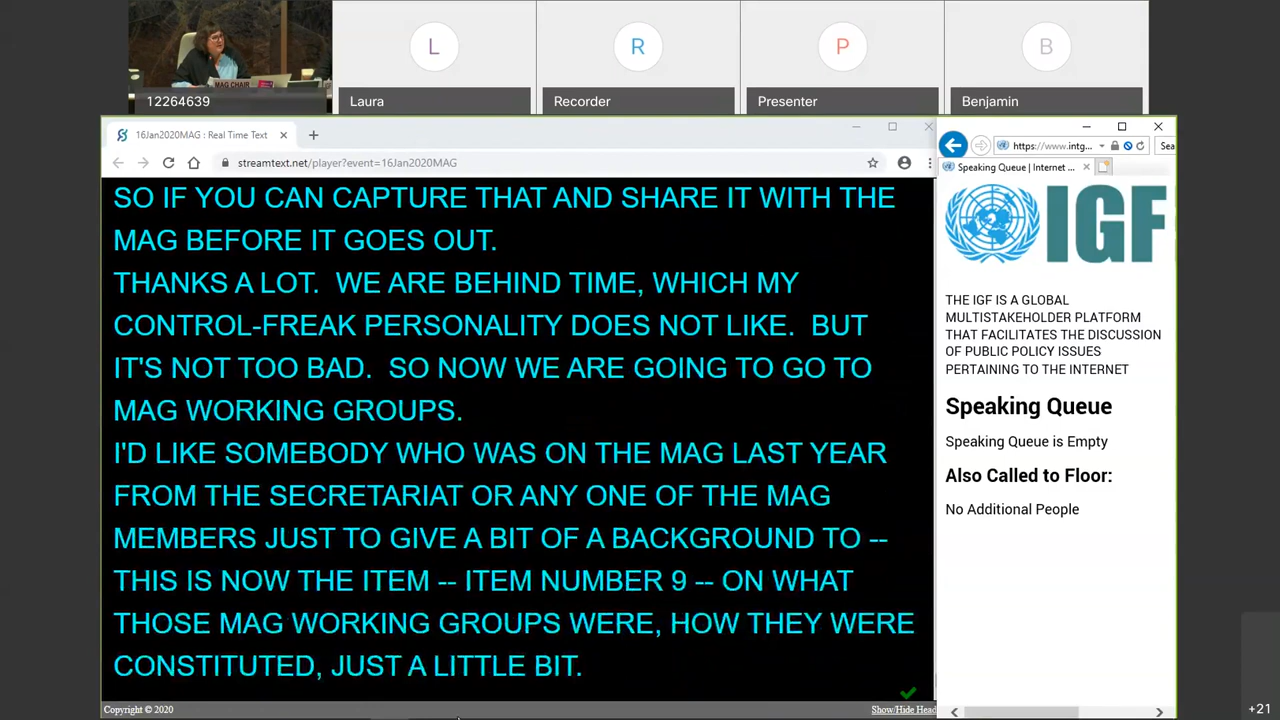 L
R
P
B
MAG CHAIR
12264639
Laura
Recorder
Presenter
Benjamin
16Jan2020MAG : Real Time Text
streamtext.net/player?event=16Jan2020MAG
SO IF YOU CAN CAPTURE THAT AND SHARE IT WITH THE
MAG BEFORE IT GOES OUT.
THANKS A LOT.  WE ARE BEHIND TIME, WHICH MY
CONTROL-FREAK PERSONALITY DOES NOT LIKE.  BUT
IT'S NOT TOO BAD.  SO NOW WE ARE GOING TO GO TO
MAG WORKING GROUPS.
I'D LIKE SOMEBODY WHO WAS ON THE MAG LAST YEAR
FROM THE SECRETARIAT OR ANY ONE OF THE MAG
MEMBERS JUST TO GIVE A BIT OF A BACKGROUND TO --
THIS IS NOW THE ITEM -- ITEM NUMBER 9 -- ON WHAT
THOSE MAG WORKING GROUPS WERE, HOW THEY WERE
CONSTITUTED, JUST A LITTLE BIT.
Copyright © 2020
Show/Hide Head
https://www.intg...
Sea
Speaking Queue | Internet ...
IGF
THE IGF IS A GLOBAL
MULTISTAKEHOLDER PLATFORM
THAT FACILITATES THE DISCUSSION
OF PUBLIC POLICY ISSUES
PERTAINING TO THE INTERNET
Speaking Queue
Speaking Queue is Empty
Also Called to Floor:
No Additional People
+21